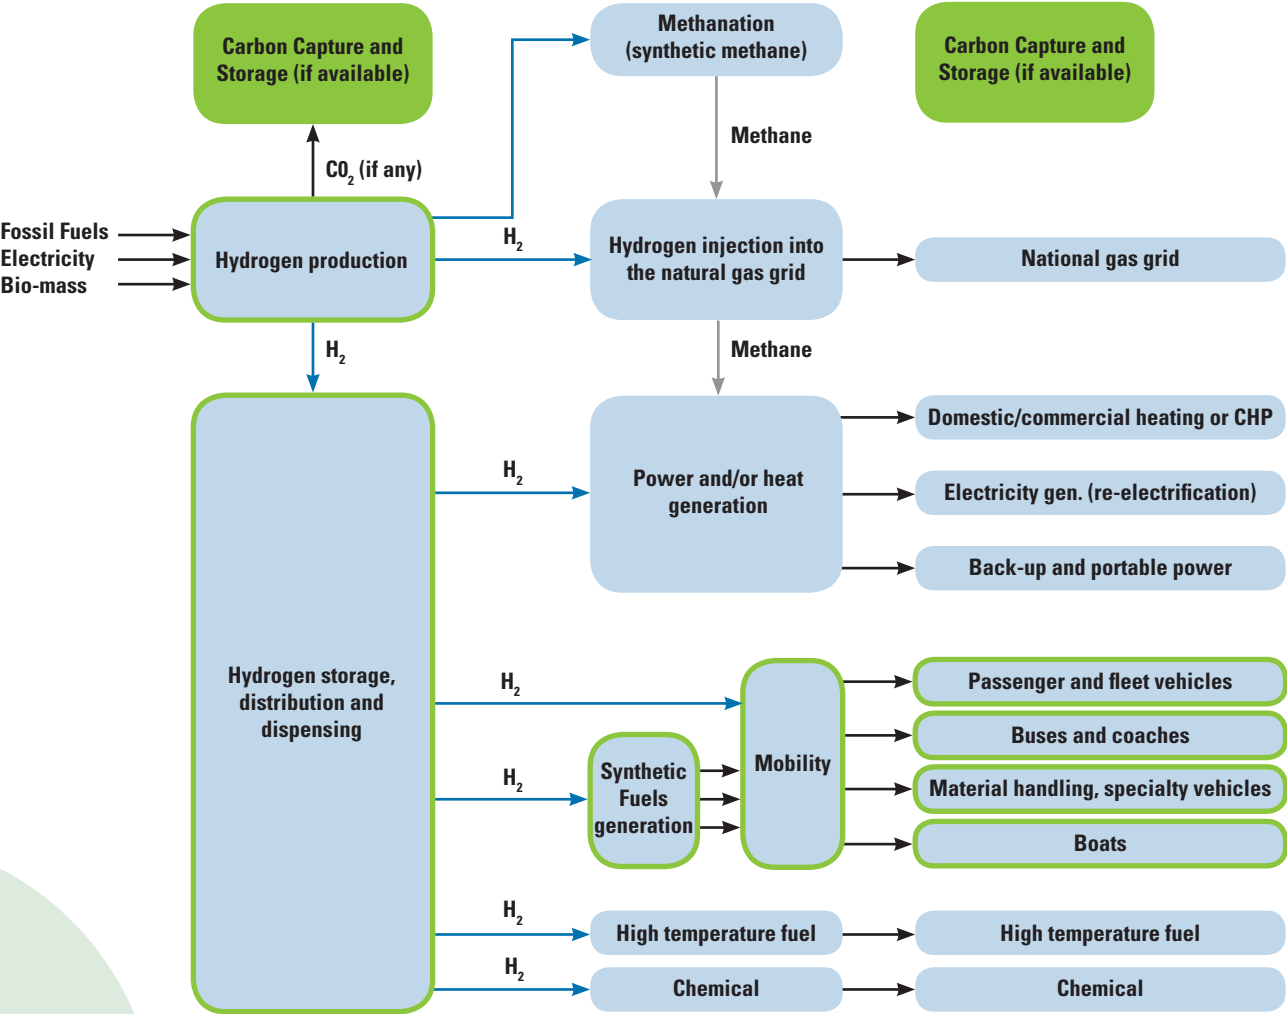 Carbon Capture and
Storage (if available)
Methanation
(synthetic methane)
Carbon Capture and
Storage (if available)
Methane
C0₂ (if any)
Fossil Fuels
Electricity
Bio-mass
Hydrogen production
H₂
Hydrogen injection into
the natural gas grid
National gas grid
H₂
Methane
Domestic/commercial heating or CHP
H₂
Power and/or heat
generation
Electricity gen. (re-electrification)
Back-up and portable power
Hydrogen storage,
distribution and
dispensing
H₂
Passenger and fleet vehicles
Buses and coaches
H₂
Synthetic
Fuels
generation
Mobility
Material handling, specialty vehicles
Boats
H₂
High temperature fuel
High temperature fuel
H₂
Chemical
Chemical